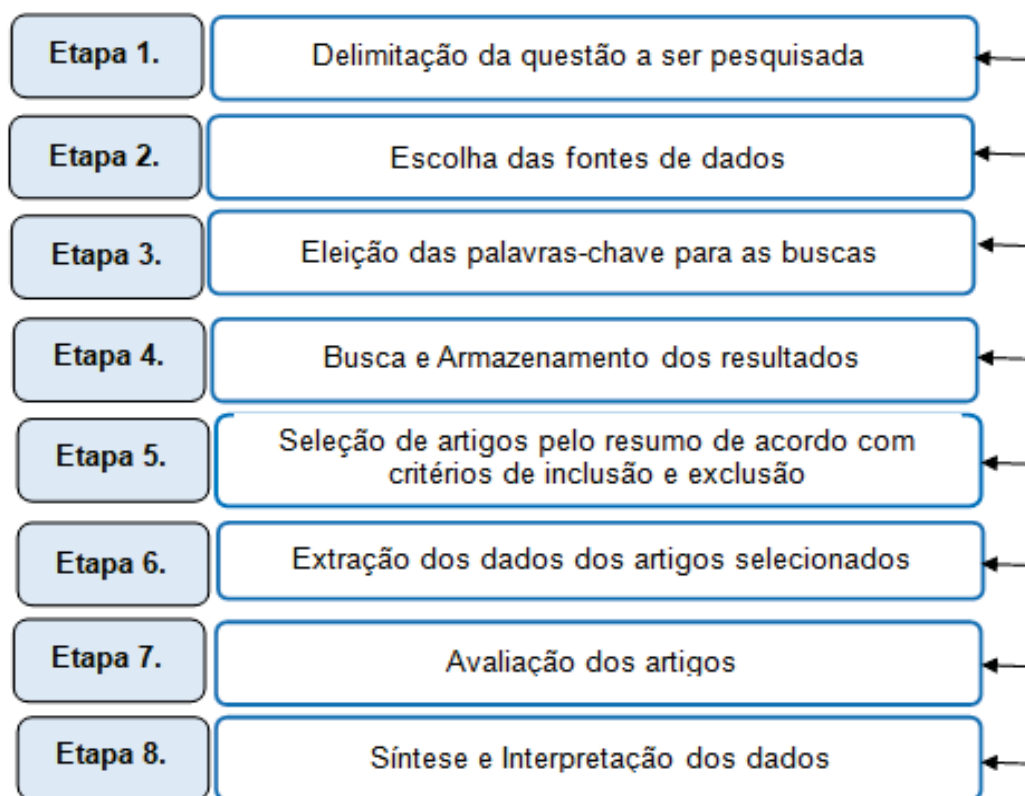 Etapa 1.
Delimitação da questão a ser pesquisada
Etapa 2.
Escolha das fontes de dados
Etapa 3.
Eleição das palavras-chave para as buscas
Etapa 4.
Busca e Armazenamento dos resultados
Etapa 5.
Seleção de artigos pelo resumo de acordo com
critérios de inclusão e exclusão
Etapa 6.
Extração dos dados dos artigos selecionados
Etapa 7.
Avaliação dos artigos
Etapa 8.
Síntese e Interpretação dos dados